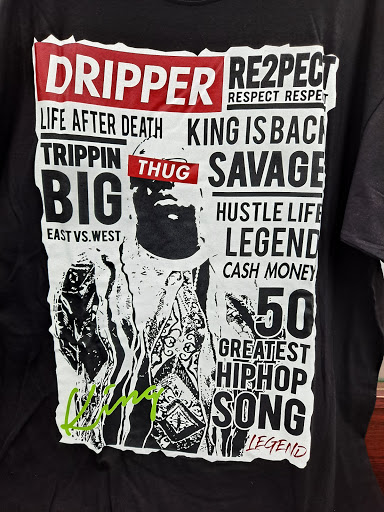 DRIPPER
RE2PECT
RESPECT RESPET
LIFE AFTER DEATH
KING IS BACK
TRIPPIN
BIG
EAST VS. WEST
THUG
SAVAGE
HUSTLE LIFE
LEGEND
CASH MONEY
50
GREATEST
HIPHOP
SONG
King
LEGEND